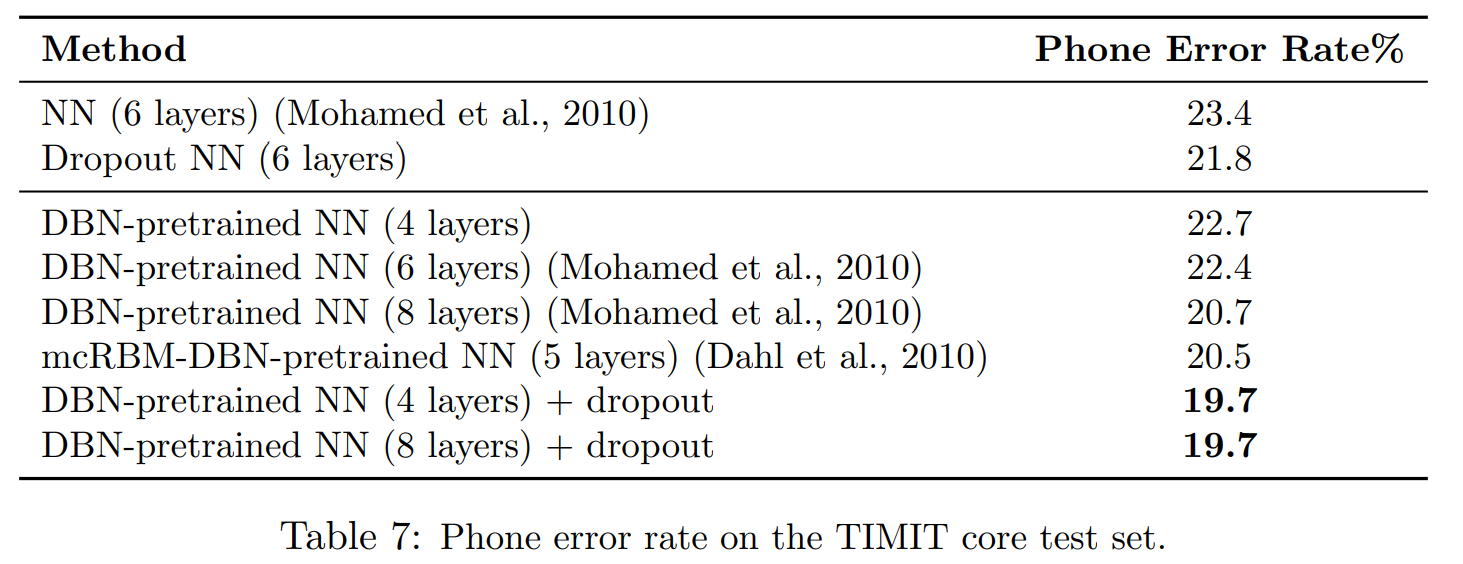 Method Phone Error Rate%
NN (6 layers) (Mohamed et al., 2010) 23.4
Dropout NN (6 layers) 21.8
DBN-pretrained NN (4 layers) 22.7
DBN-pretrained NN (6 layers) (Mohamed et al., 2010) 22.4
DBN-pretrained NN (8 layers) (Mohamed et al., 2010) 20.7
mcRBM-DBN-pretrained NN (5 layers) (Dahl et al., 2010) 20.5
DBN-pretrained NN (4 layers) + dropout 19.7
DBN-pretrained NN (8 layers) + dropout 19.7
Table 7: Phone error rate on the TIMIT core test set.